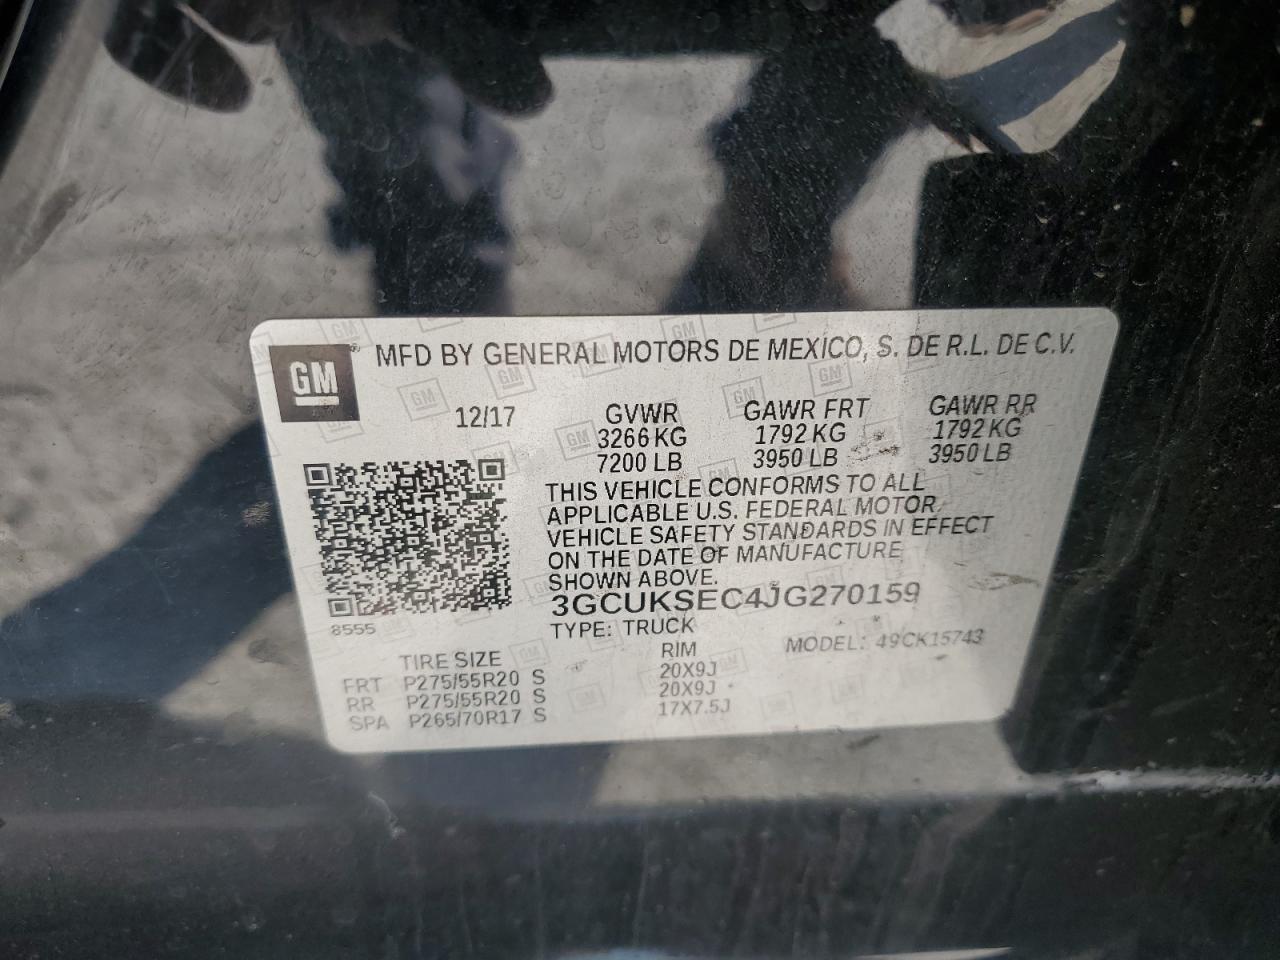 GM
MFD BY GENERAL MOTORS DE MEXICO, S. DE R.L. DE C.V.
12/17 GVWR GAWR FRT GAWR RR
3266 KG 1792 KG 1792 KG
7200 LB 3950 LB 3950 LB
THIS VEHICLE CONFORMS TO ALL
APPLICABLE U.S. FEDERAL MOTOR
VEHICLE SAFETY STANDARDS IN EFFECT
ON THE DATE OF MANUFACTURE
SHOWN ABOVE.
3GCUKSEC4JG270159
8555
TYPE: TRUCK MODEL: 49CK15743
TIRE SIZE RIM
FRT P275/55R20 S 20X9J
RR P275/55R20 S 20X9J
SPA P265/70R17 S 17X7.5J